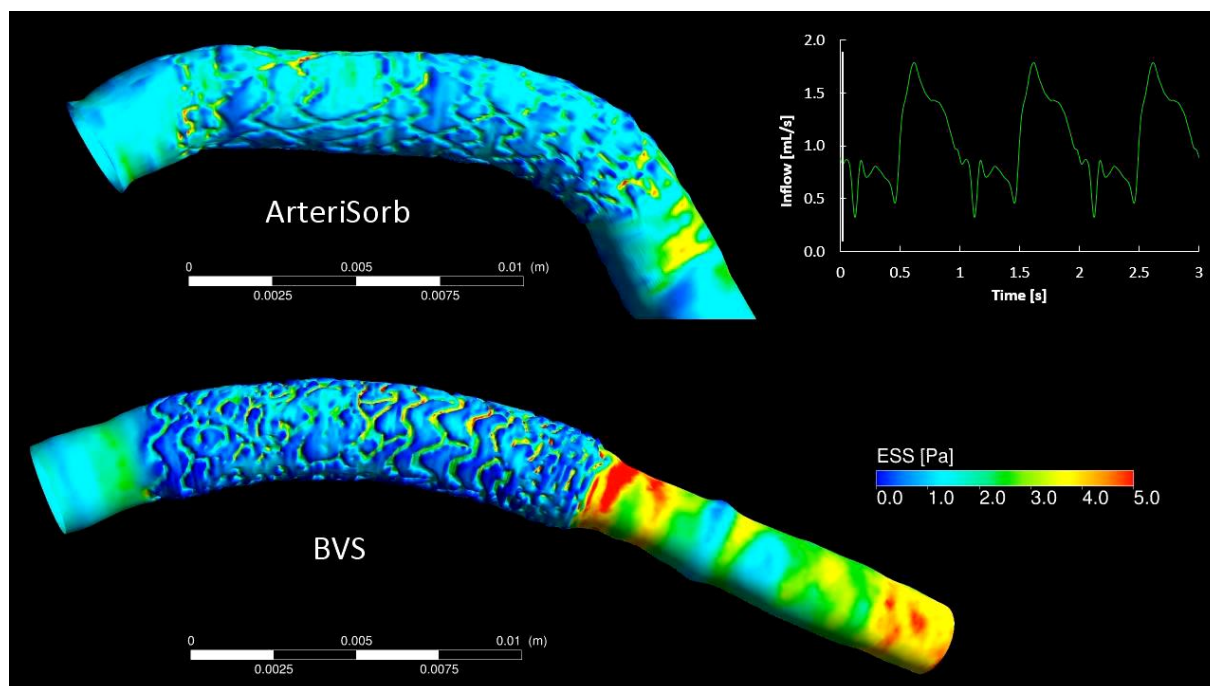 ArteriSorb
0 0.005 0.01 (m)
0.0025 0.0075
2.0
1.5
1.0
0.5
0.0
Inflow [mL/s]
0 0.5 1 1.5 2 2.5 3
Time [s]
BVS
0 0.005 0.01 (m)
0.0025 0.0075
ESS [Pa]
0.0 1.0 2.0 3.0 4.0 5.0